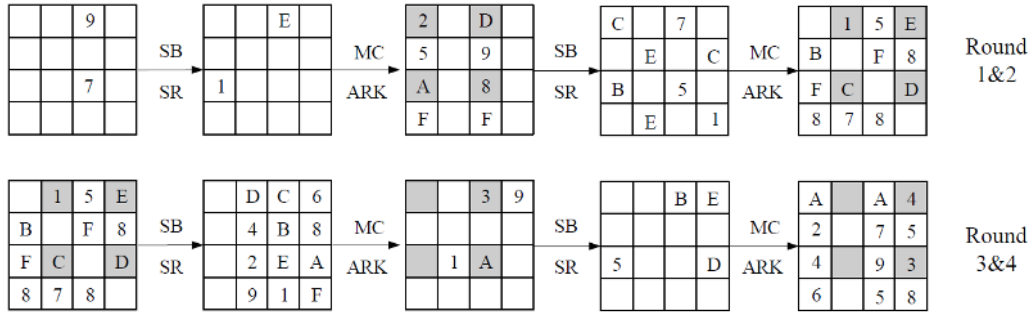 9 E 2 D C 7 1 5 E
SB MC 5 9 SB E C MC B F 8 Round
7 SR 1 ARK A 8 SR B 5 ARK F C D 1&2
F F E 1 8 7 8
1 5 E D C 6 3 9 B E A A 4
B F 8 SB 4 B 8 MC SB MC 2 7 5 Round
F C D SR 2 E A ARK 1 A SR 5 D ARK 4 9 3 3&4
8 7 8 9 1 F 6 5 8